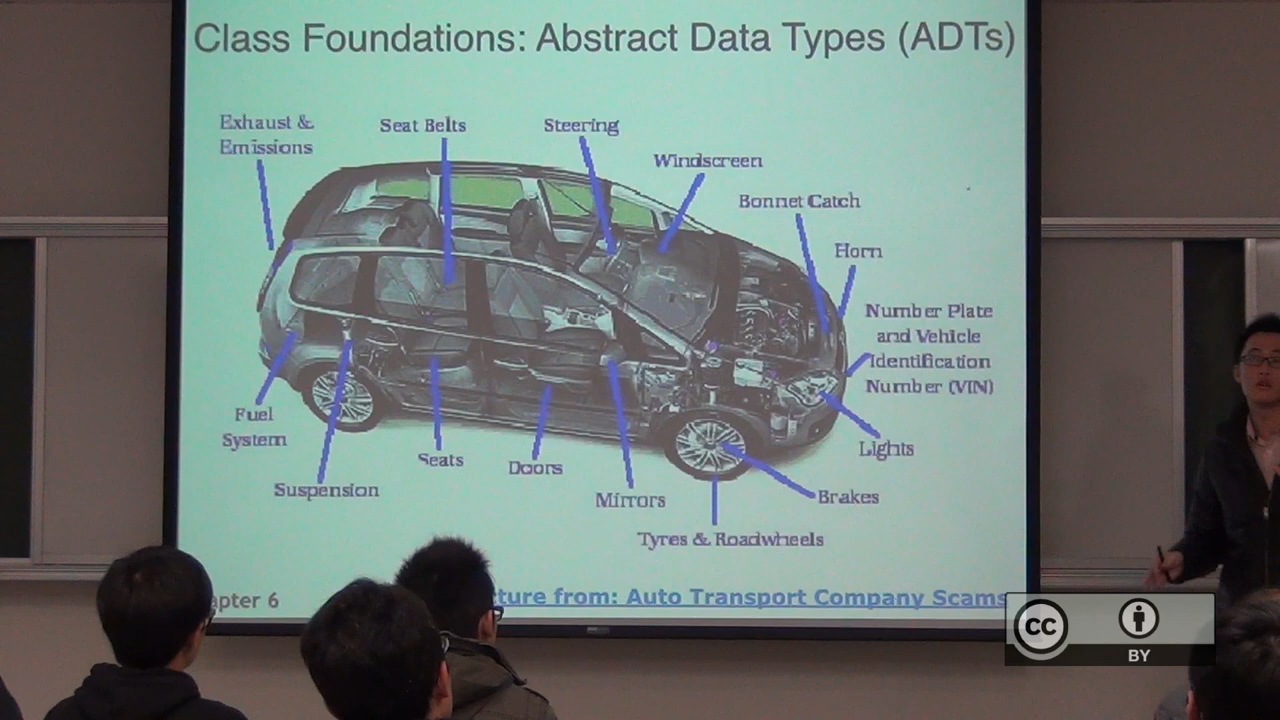 Class Foundations: Abstract Data Types (ADTs)
Exhaust &
Emissions
Seat Belts
Steering
Windscreen
Bonnet Catch
Horn
Number Plate
and Vehicle
Identification
Number (VIN)
Lights
Brakes
Tyres & Roadwheels
Mirrors
Doors
Seats
Suspension
Fuel
System
apter 6
ture from: Auto Transport Company Scams
CC
BY